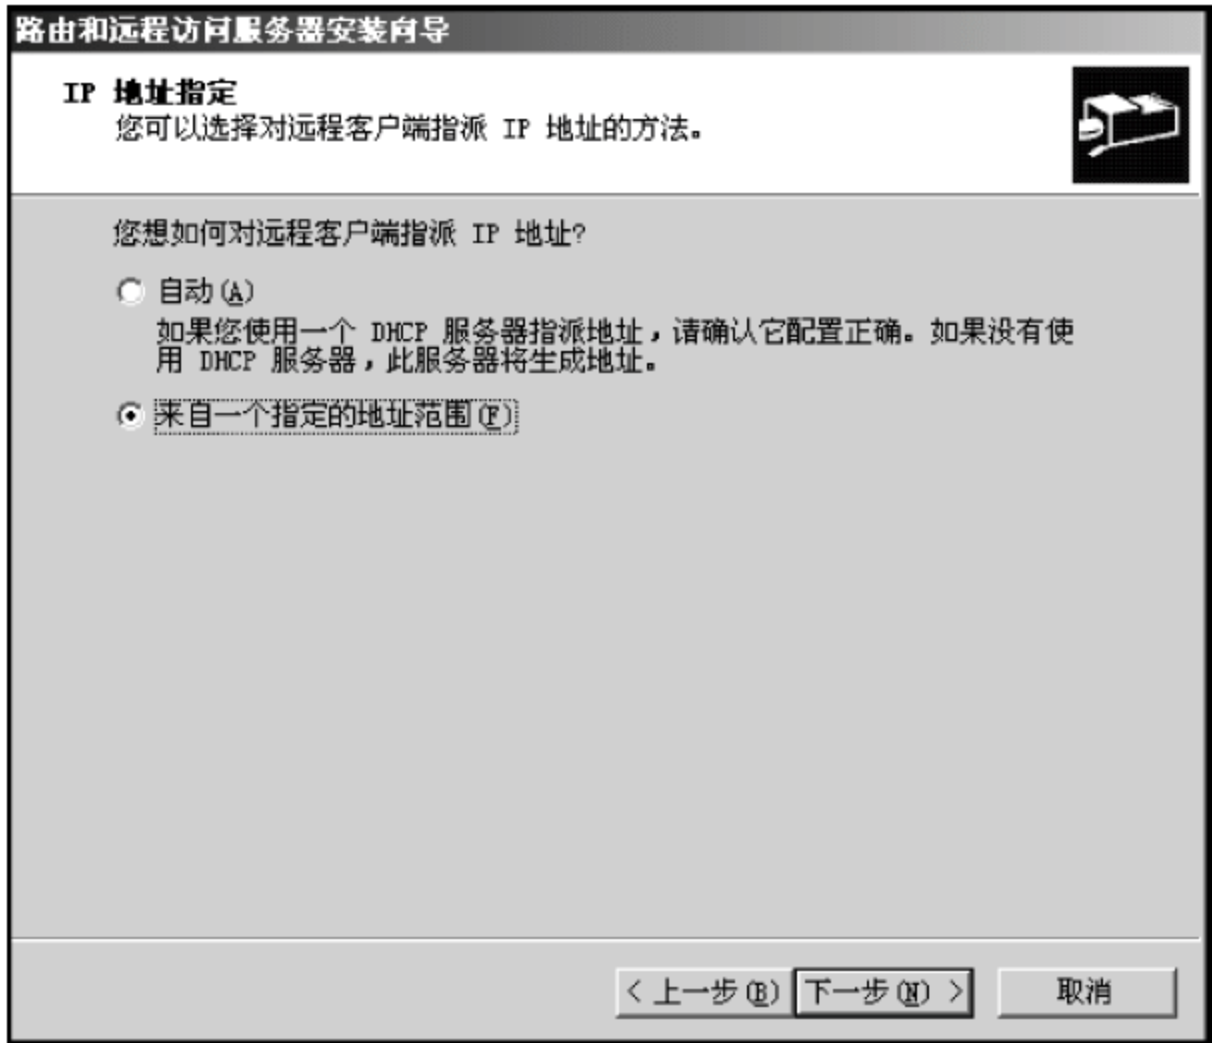 路由和远程访问服务器安装向导
IP 地址指定
您可以选择对远程客户端指派 IP 地址的方法。
您想如何对远程客户端指派 IP 地址?
自动(A)
如果您使用一个 DHCP 服务器指派地址，请确认它配置正确。如果没有使
用 DHCP 服务器，此服务器将生成地址。
来自一个指定的地址范围(F)
< 上一步(B) 下一步(N) > 取消